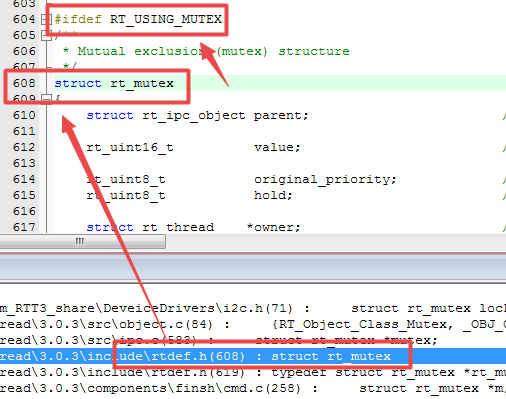 603
604 #ifdef RT_USING_MUTEX
605 /**
606 * Mutual exclusion (mutex) structure
607 */
608 struct rt_mutex
609 {
610 struct rt_ipc_object parent; /
611
612 rt_uint16_t value; /
613
614 rt_uint8_t original_priority; /
615 rt_uint8_t hold; /
616
617 struct rt_thread *owner; /
m_RTT3_share\DeveiceDrivers\i2c.h(71) : struct rt_mutex lock
read\3.0.3\src\object.c(84) : {RT_Object_Class_Mutex, _OBJ_C
read\3.0.3\src\ipc.c(583) : struct rt_mutex *mutex;
read\3.0.3\include\rtdef.h(608) : struct rt_mutex
read\3.0.3\include\rtdef.h(619) : typedef struct rt_mutex *rt_m
read\3.0.3\components\finsh\cmd.c(258) : struct rt_mutex *m